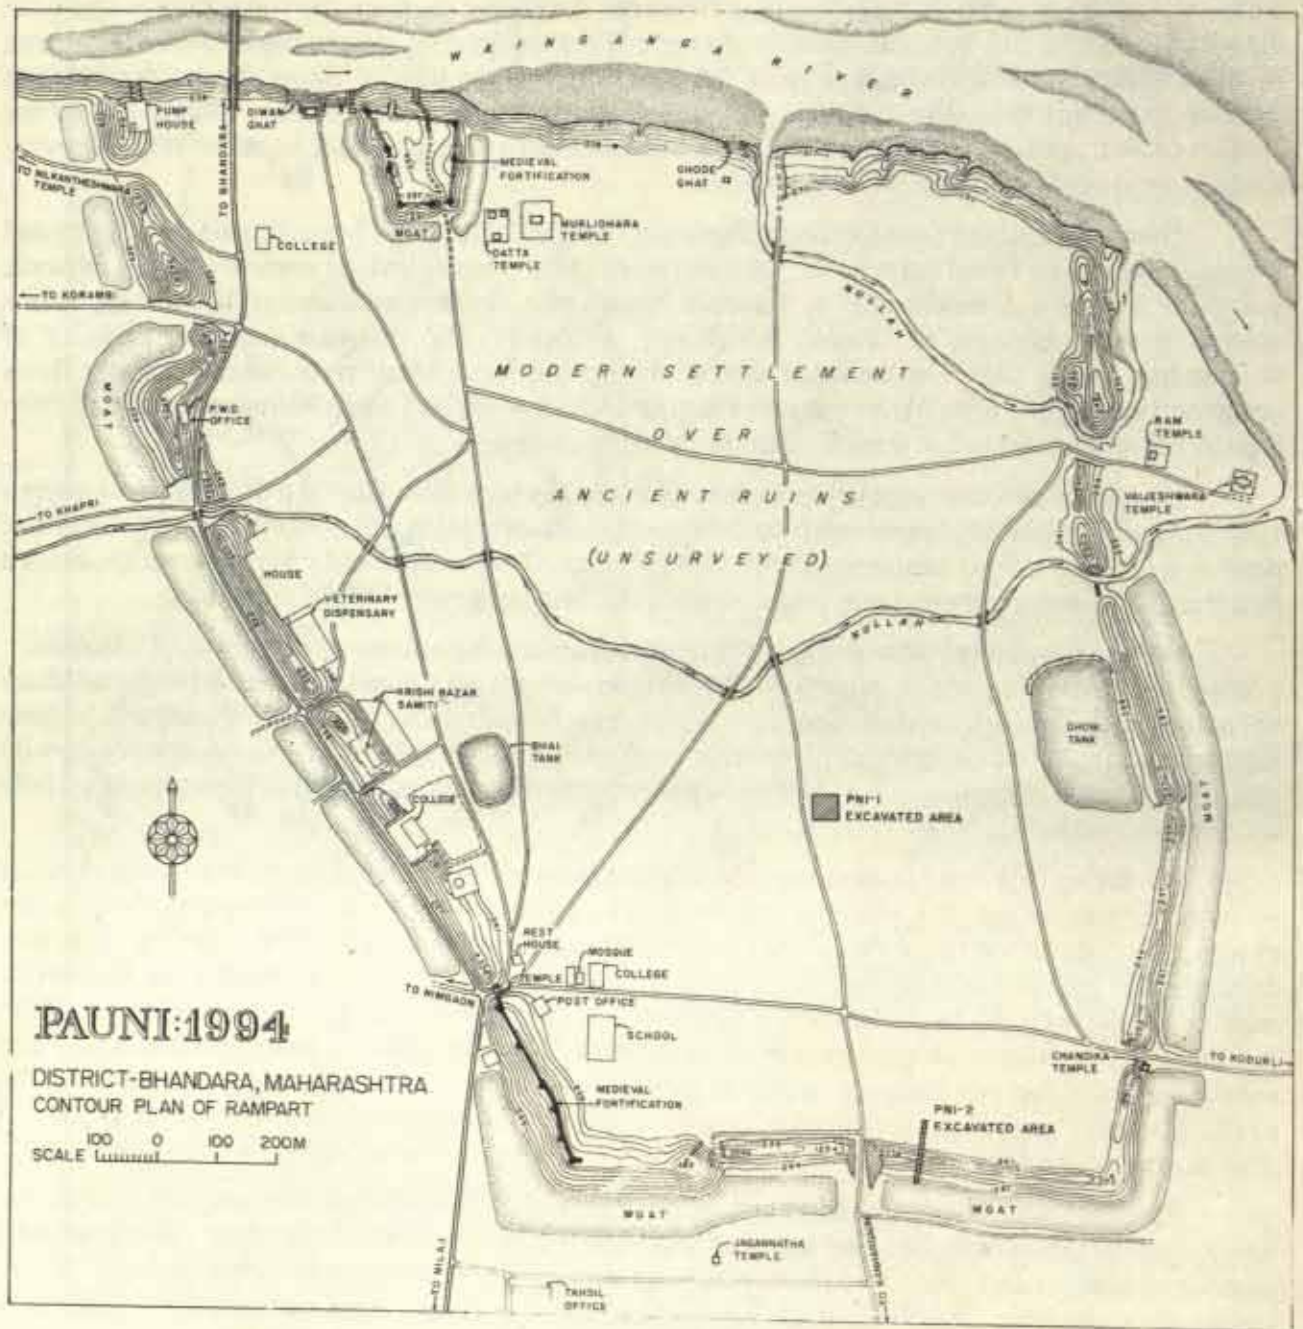 WAINGANGA RIVER
PUMP
HOUSE
DIWAN
GHAT
TO BHANDARA
TO NILKANTHESHWARA
TEMPLE
MEDIEVAL
FORTIFICATION
GHODE
GHAT
MOAT
COLLEGE
MURLIDHARA
TEMPLE
DATTA
TEMPLE
TO KORAMBI
NULLAH
MODERN SETTLEMENT
OVER
ANCIENT RUINS
(UNSURVEYED)
MOAT
P.W.D.
OFFICE
RAM
TEMPLE
VAIJESHWARA
TEMPLE
TO KHAPRI
HOUSE
VETERINARY
DISPENSARY
NULLAH
KRISHI BAZAR
SAMITI
BHAI
TANK
DHOW
TANK
MOAT
COLLEGE
PNI-1
EXCAVATED AREA
REST
HOUSE
MOSQUE
TEMPLE
COLLEGE
TO NIMGAON
POST OFFICE
SCHOOL
CHANDIKA
TEMPLE
TO KODURLI
PAUNI:1994
DISTRICT-BHANDARA, MAHARASHTRA
CONTOUR PLAN OF RAMPART
SCALE 100 0 100 200M
MEDIEVAL
FORTIFICATION
PNI-2
EXCAVATED AREA
MOAT
MOAT
JAGANNATHA
TEMPLE
TO MILAJ
TAHSIL
OFFICE